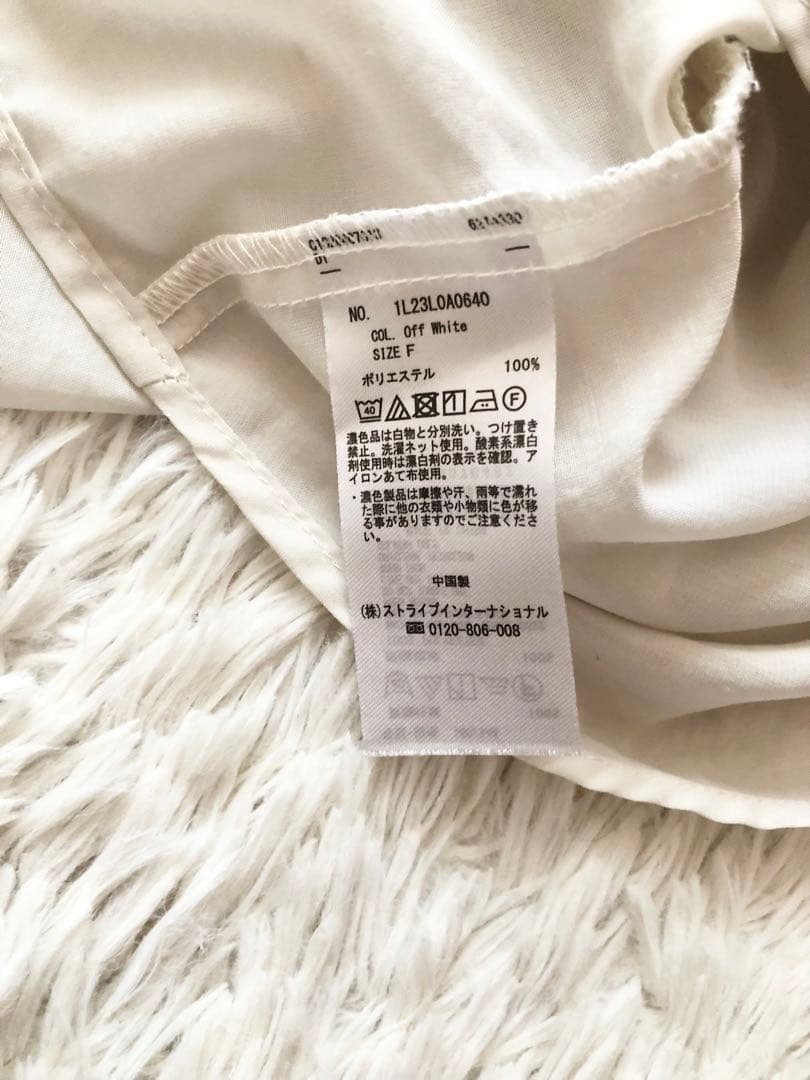 NO. 1L23L0A0640
COL. Off White
SIZE F
ポリエステル 100%
40 F
濃色品は白物と分別洗い。つけ置き
禁止。洗濯ネット使用。酸素系漂白
剤使用時は漂白剤の表示を確認。ア
イロンあて布使用。
・濃色製品は摩擦や汗、雨等で濡れ
た際に他の衣類や小物類に色が移
る事がありますのでご注意くださ
い。
中国製
(株)ストライプインターナショナル
0120-806-008